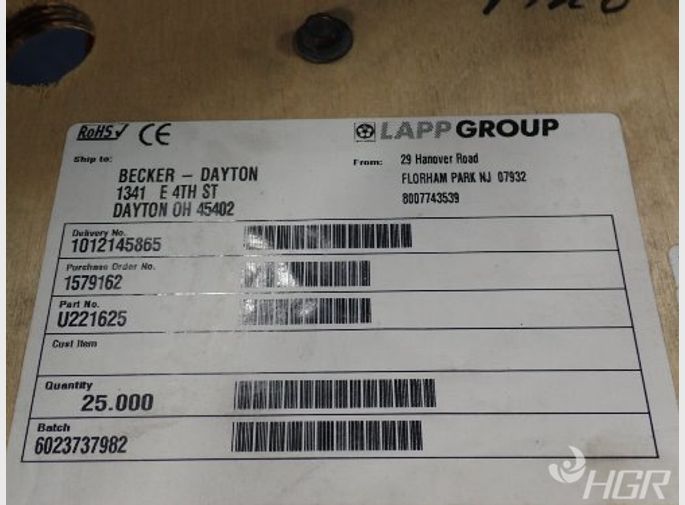 RoHS✓ CE
LAPP GROUP
Ship to:
BECKER – DAYTON
1341 E 4TH ST
DAYTON OH 45402
From: 29 Hanover Road
FLORHAM PARK NJ 07932
8007743539
Delivery No.
1012145865
Purchase Order No.
1579162
Part No.
U221625
Cust Item
Quantity
25.000
Batch
6023737982
HGR